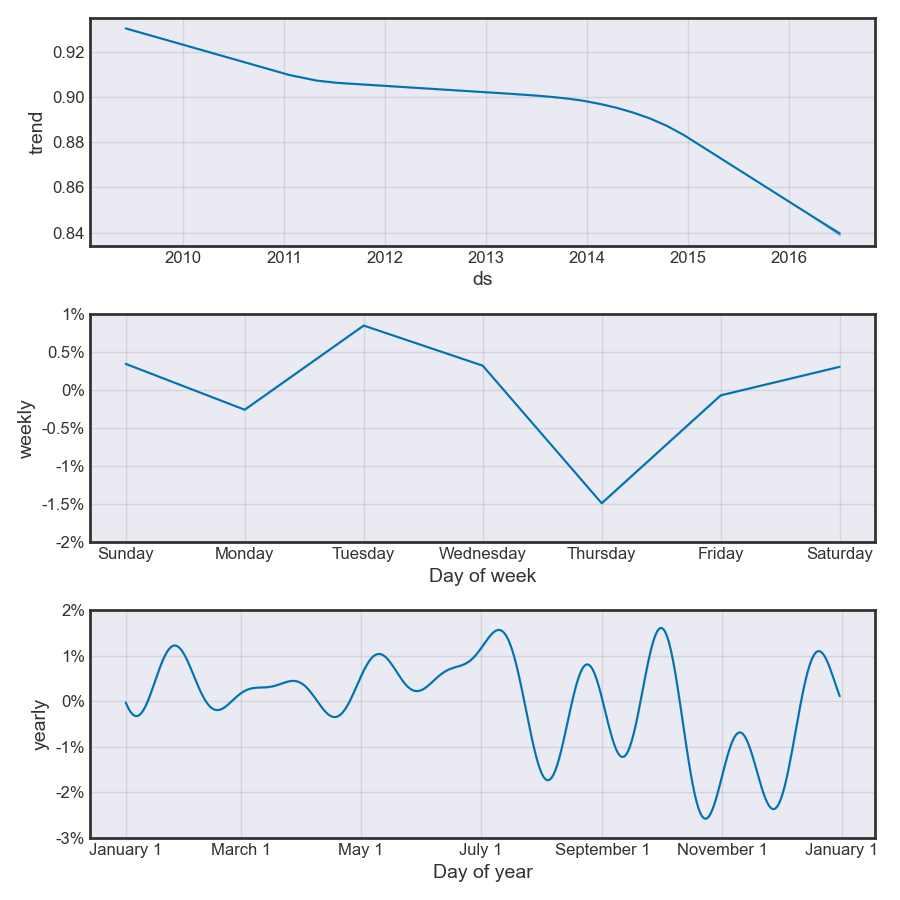 0.92
0.90
0.88
0.86
0.84
trend
2010 2011 2012 2013 2014 2015 2016
ds
1%
0.5%
0%
-0.5%
-1%
-1.5%
-2%
weekly
Sunday Monday Tuesday Wednesday Thursday Friday Saturday
Day of week
2%
1%
0%
-1%
-2%
-3%
yearly
January 1 March 1 May 1 July 1 September 1 November 1 January 1
Day of year